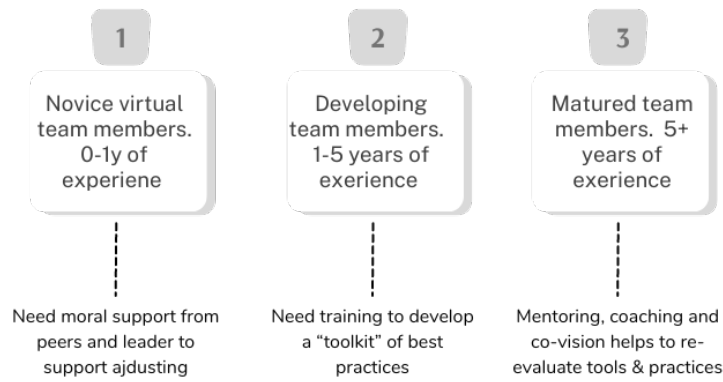 1
Novice virtual
team members.
0-1y of
experiene
Need moral support from
peers and leader to
support ajdusting
2
Developing
team members.
1-5 years of
exerience
Need training to develop
a “toolkit” of best
practices
3
Matured team
members. 5+
years of
exerience
Mentoring, coaching and
co-vision helps to re-
evaluate tools & practices